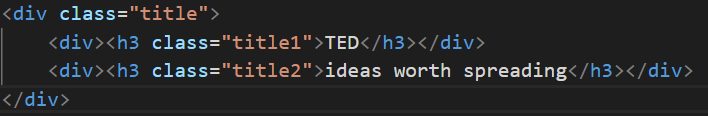 <div class="title">
    <div><h3 class="title1">TED</h3></div>
    <div><h3 class="title2">ideas worth spreading</h3></div>
</div>